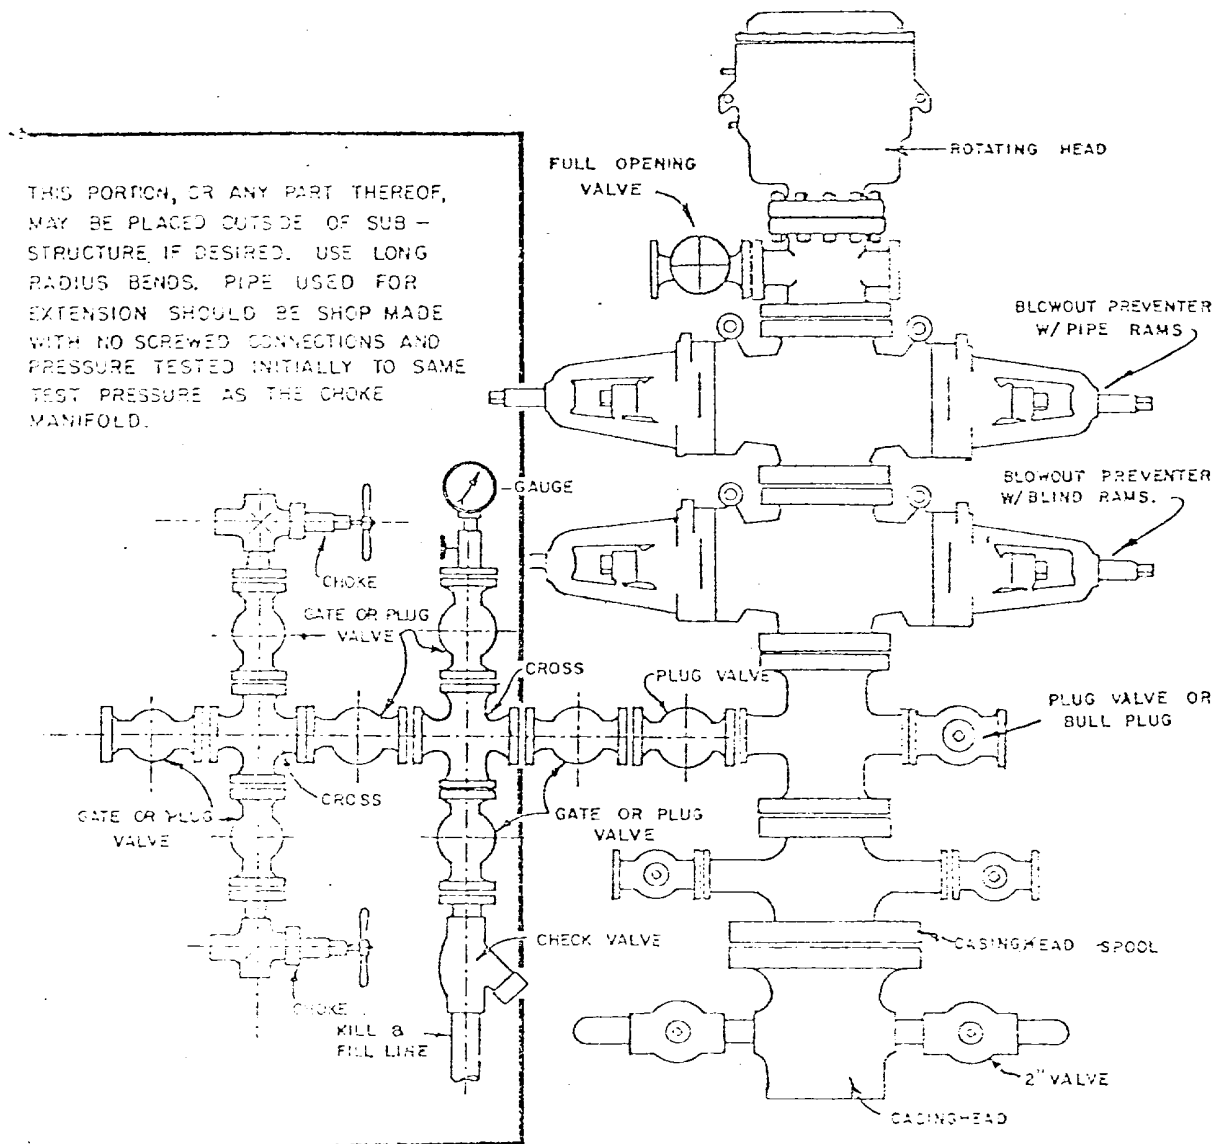 THIS PORTION, OR ANY PART THEREOF,
MAY BE PLACED OUTSIDE OF SUB-
STRUCTURE IF DESIRED. USE LONG
RADIUS BENDS. PIPE USED FOR
EXTENSION SHOULD BE SHOP MADE
WITH NO SCREWED CONNECTIONS AND
PRESSURE TESTED INITIALLY TO SAME
TEST PRESSURE AS THE CHOKE
MANIFOLD.
FULL OPENING
VALVE
ROTATING HEAD
BLOWOUT PREVENTER
W/PIPE RAMS
BLOWOUT PREVENTER
W/BLIND RAMS.
GAUGE
CHOKE
GATE OR PLUG
VALVE
CROSS
PLUG VALVE
PLUG VALVE OR
BULL PLUG
CROSS
GATE OR PLUG
VALVE
GATE OR PLUG
VALVE
CHECK VALVE
CASINGHEAD SPOOL
CHOKE
KILL &
FILL LINE
2" VALVE
CASINGHEAD